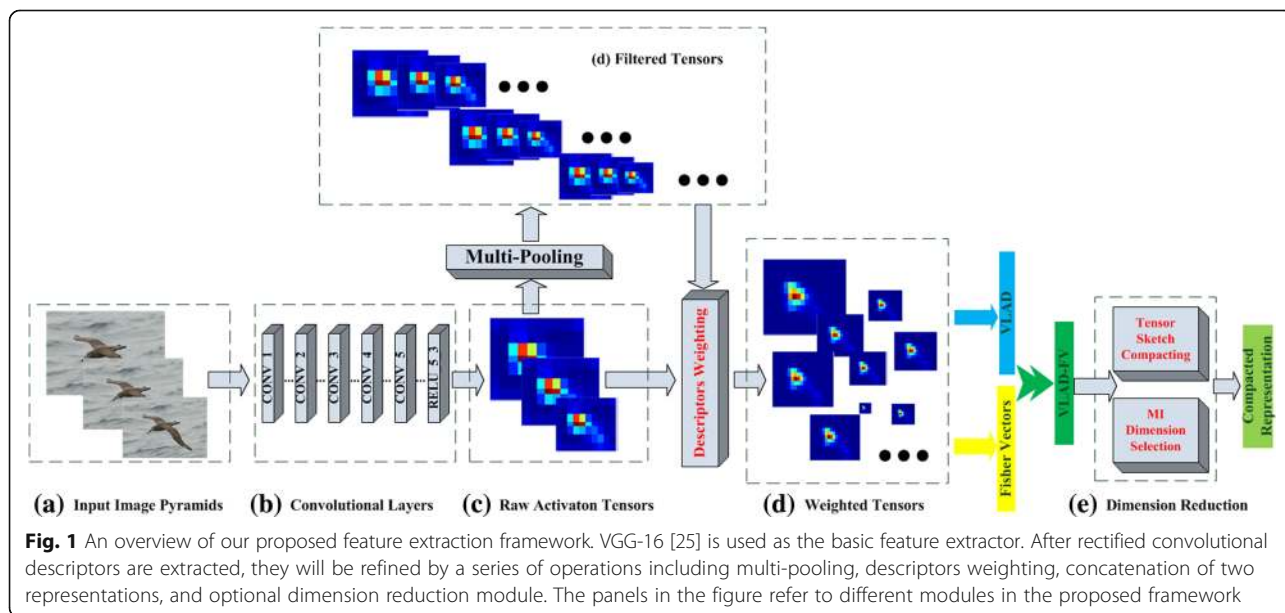 (d) Filtered Tensors
Multi-Pooling
CONV 1
CONV 2
CONV 3
CONV 4
CONV 5
RELU 5_3
Descriptors Weighting
VLAD
Fisher Vectors
VLAD-FV
Tensor
Sketch
Compacting
MI
Dimension
Selection
Compacted
Representation
(a) Input Image Pyramids
(b) Convolutional Layers
(c) Raw Activaton Tensors
(d) Weighted Tensors
(e) Dimension Reduction
Fig. 1 An overview of our proposed feature extraction framework. VGG-16 [25] is used as the basic feature extractor. After rectified convolutional
descriptors are extracted, they will be refined by a series of operations including multi-pooling, descriptors weighting, concatenation of two
representations, and optional dimension reduction module. The panels in the figure refer to different modules in the proposed framework